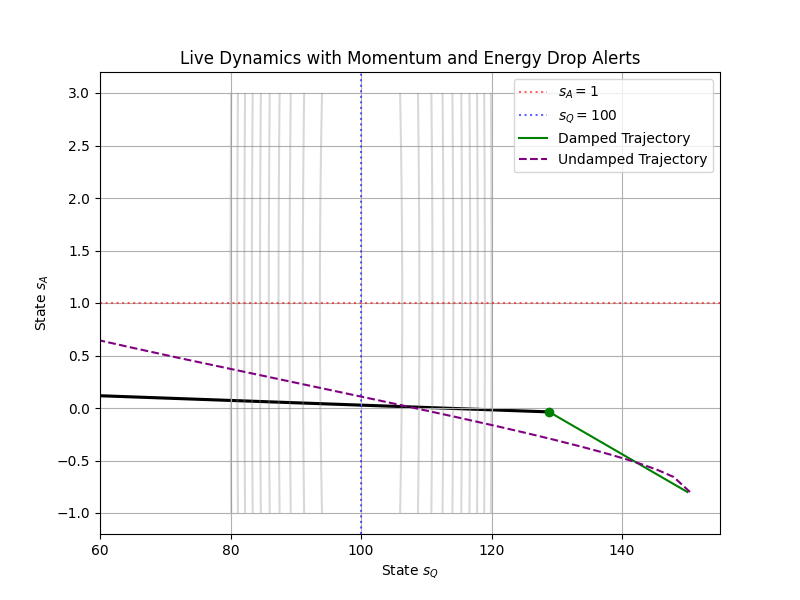 Live Dynamics with Momentum and Energy Drop Alerts
3.0
2.5
2.0
1.5
1.0
0.5
0.0
−0.5
−1.0
State s_A
60
80
100
120
140
State s_Q
s_A = 1
s_Q = 100
Damped Trajectory
Undamped Trajectory